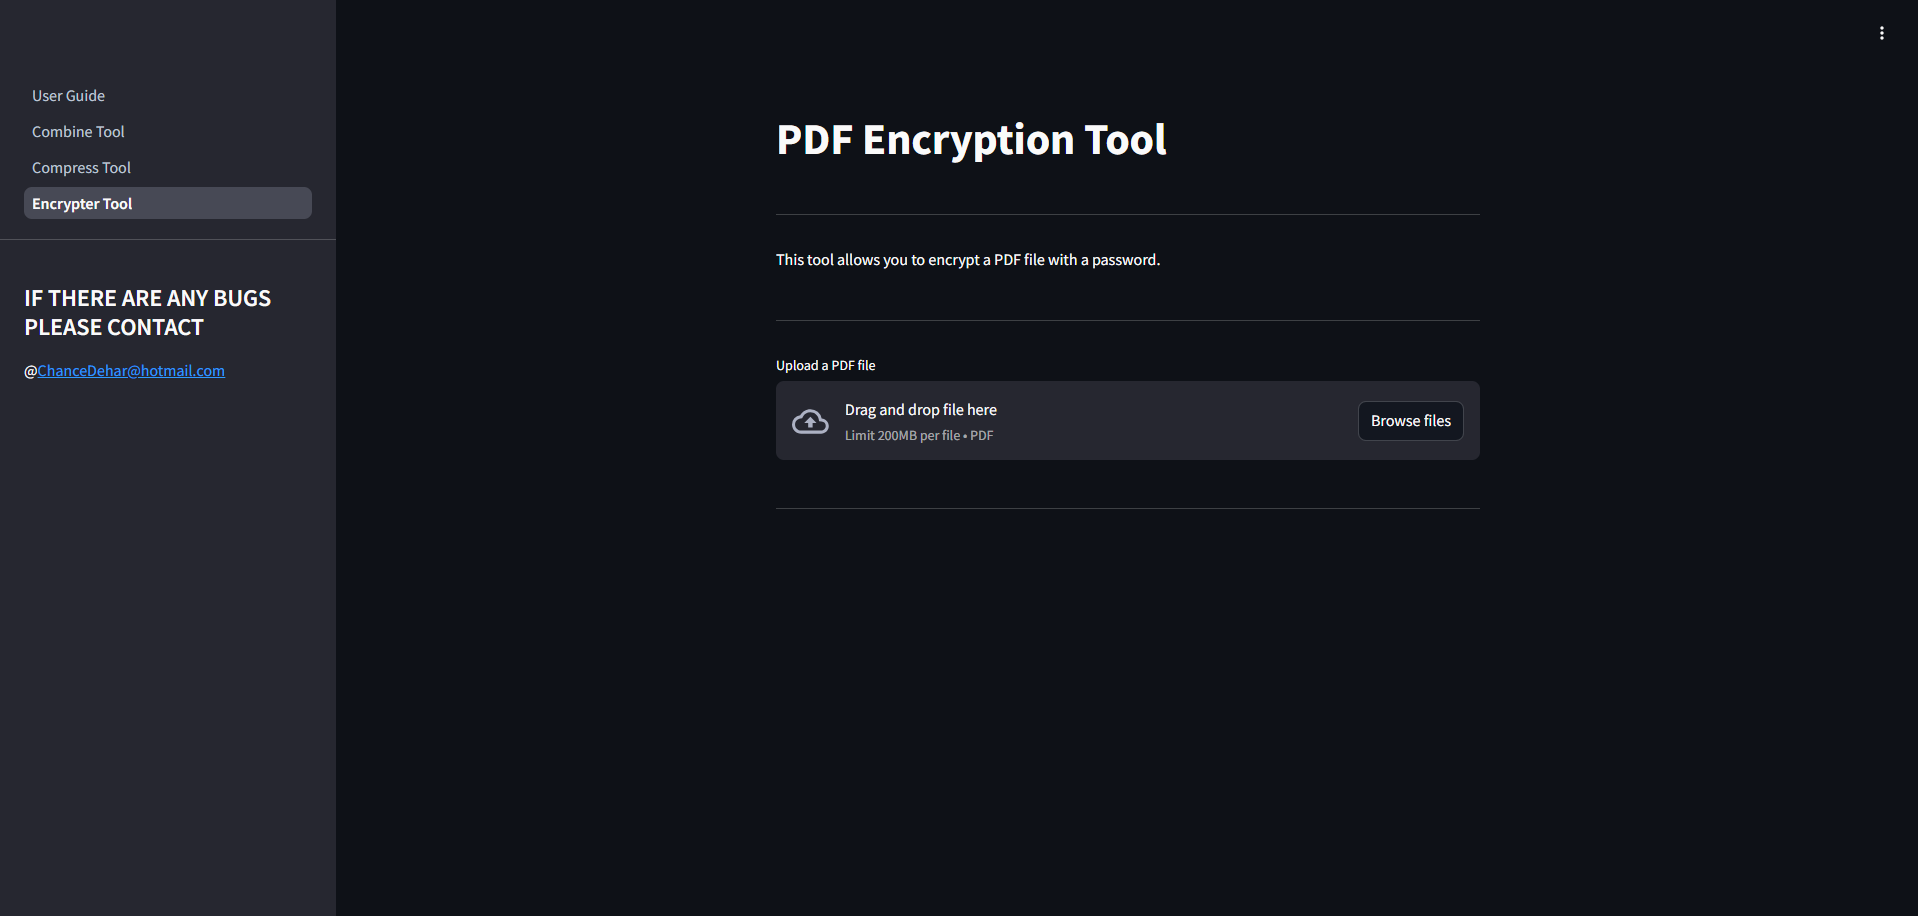 User Guide
Combine Tool
Compress Tool
Encrypter Tool
IF THERE ARE ANY BUGS
PLEASE CONTACT
@ChanceDehar@hotmail.com
PDF Encryption Tool
This tool allows you to encrypt a PDF file with a password.
Upload a PDF file
Drag and drop file here
Limit 200MB per file • PDF
Browse files